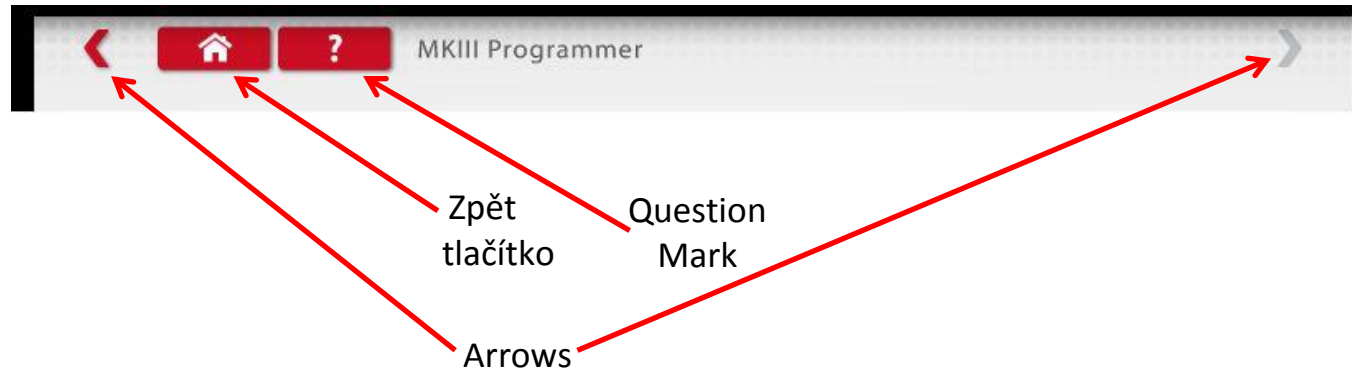 ? MKIII Programmer
Zpět
tlačítko
Question
Mark
Arrows